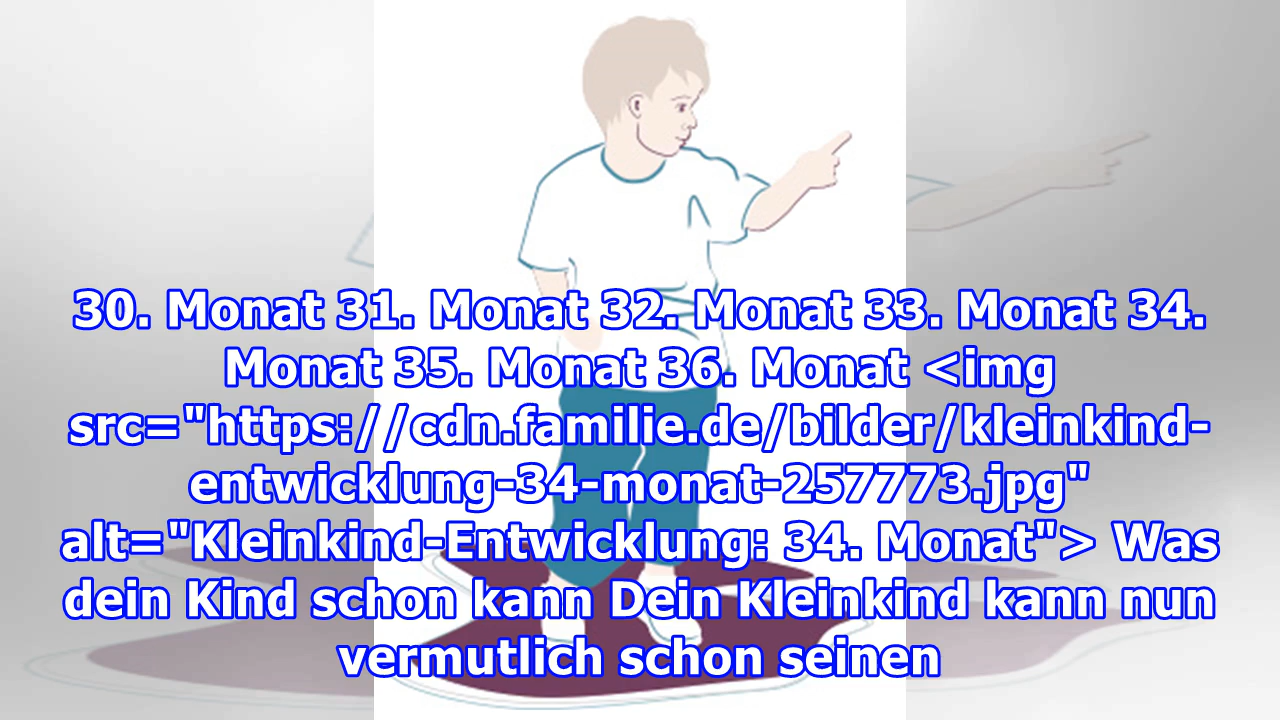 30. Monat 31. Monat 32. Monat 33. Monat 34.
Monat 35. Monat 36. Monat <img
src="https://cdn.familie.de/bilder/kleinkind-
entwicklung-34-monat-257773.jpg"
alt="Kleinkind-Entwicklung: 34. Monat"> Was
dein Kind schon kann Dein Kleinkind kann nun
vermutlich schon seinen